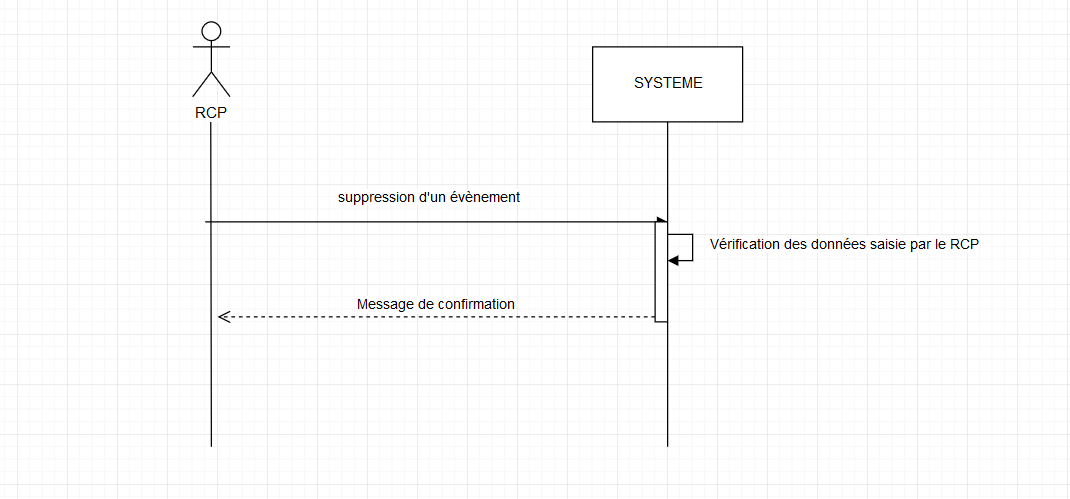 RCP
SYSTEME
suppression d'un évènement
Vérification des données saisie par le RCP
Message de confirmation